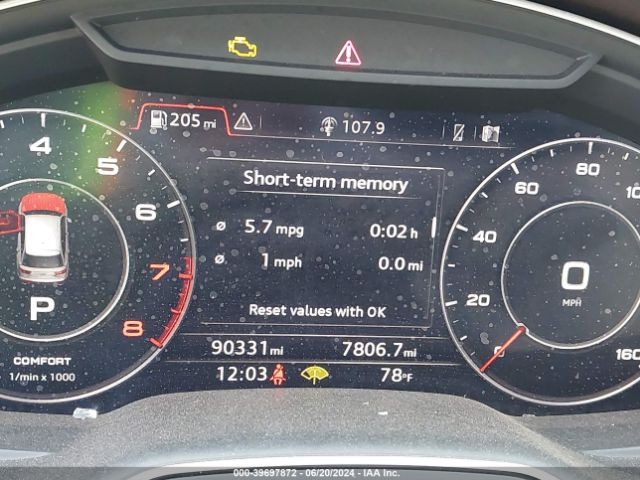 205 mi
107.9
Short-term memory
ø 5.7 mpg 0:02 h
ø 1 mph 0.0 mi
Reset values with OK
90331 mi 7806.7 mi
12:03 78°F
4 5 6 7 8
P
COMFORT
1/min x 1000
0 20 40 60 80 160
0
MPH
000-39697872 / 06/20/2024 / IAA Inc.